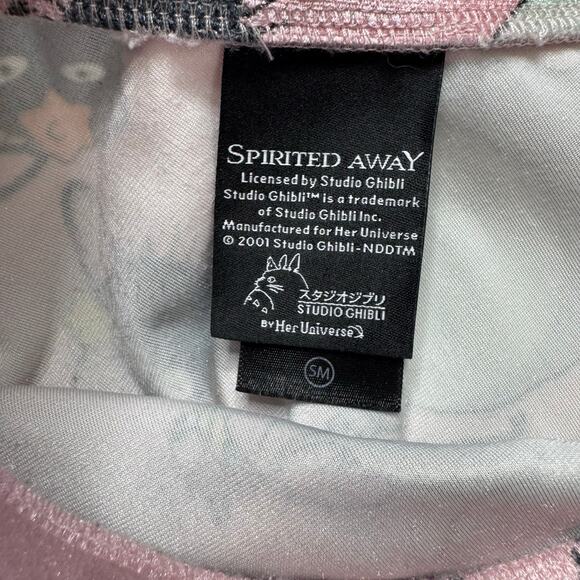 SPIRITED AWAY
Licensed by Studio Ghibli
Studio Ghibli™ is a trademark
of Studio Ghibli Inc.
Manufactured for Her Universe
© 2001 Studio Ghibli-NDDTM
スタジオジブリ
STUDIO GHIBLI
BY Her Universe
SM